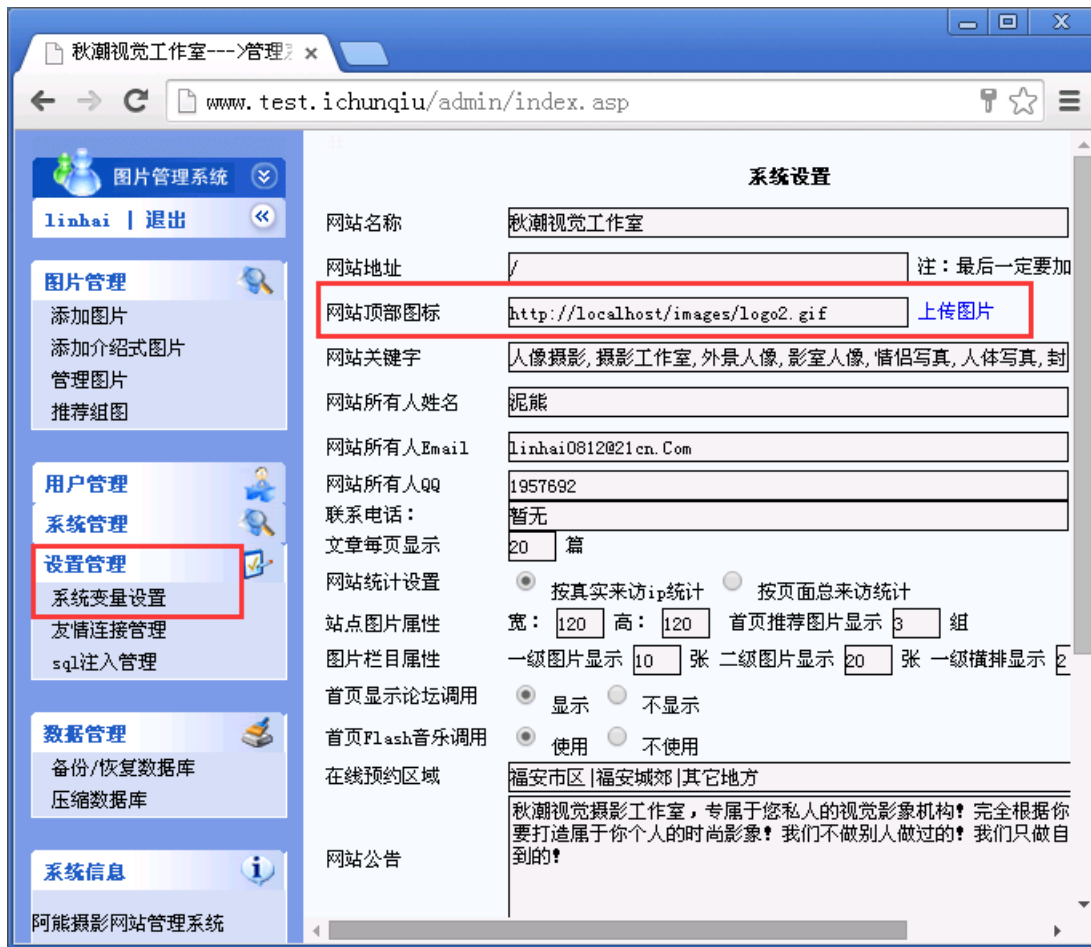 秋潮视觉工作室--->管理
www.test.ichunqiu/admin/index.asp
图片管理系统
linhai | 退出
图片管理
添加图片
添加介绍式图片
管理图片
推荐组图
用户管理
系统管理
设置管理
系统变量设置
友情连接管理
sql注入管理
数据管理
备份/恢复数据库
压缩数据库
系统信息
阿能摄影网站管理系统
系统设置
网站名称 秋潮视觉工作室
网站地址 / 注：最后一定要加
网站顶部图标 http://localhost/images/logo2.gif 上传图片
网站关键字 人像摄影,摄影工作室,外景人像,影室人像,情侣写真,人体写真,封
网站所有人姓名 泥熊
网站所有人Email linhai0812@21cn.Com
网站所有人QQ 1957692
联系电话： 暂无
文章每页显示 20 篇
网站统计设置 按真实来访ip统计 按页面总来访统计
站点图片属性 宽： 120 高： 120 首页推荐图片显示 3 组
图片栏目属性 一级图片显示 10 张 二级图片显示 20 张 一级横排显示 2
首页显示论坛调用 显示 不显示
首页Flash音乐调用 使用 不使用
在线预约区域 福安市区|福安城郊|其它地方
网站公告 秋潮视觉摄影工作室，专属于您私人的视觉影象机构！完全根据你
要打造属于你个人的时尚影象！我们不做别人做过的！我们只做自
到的！